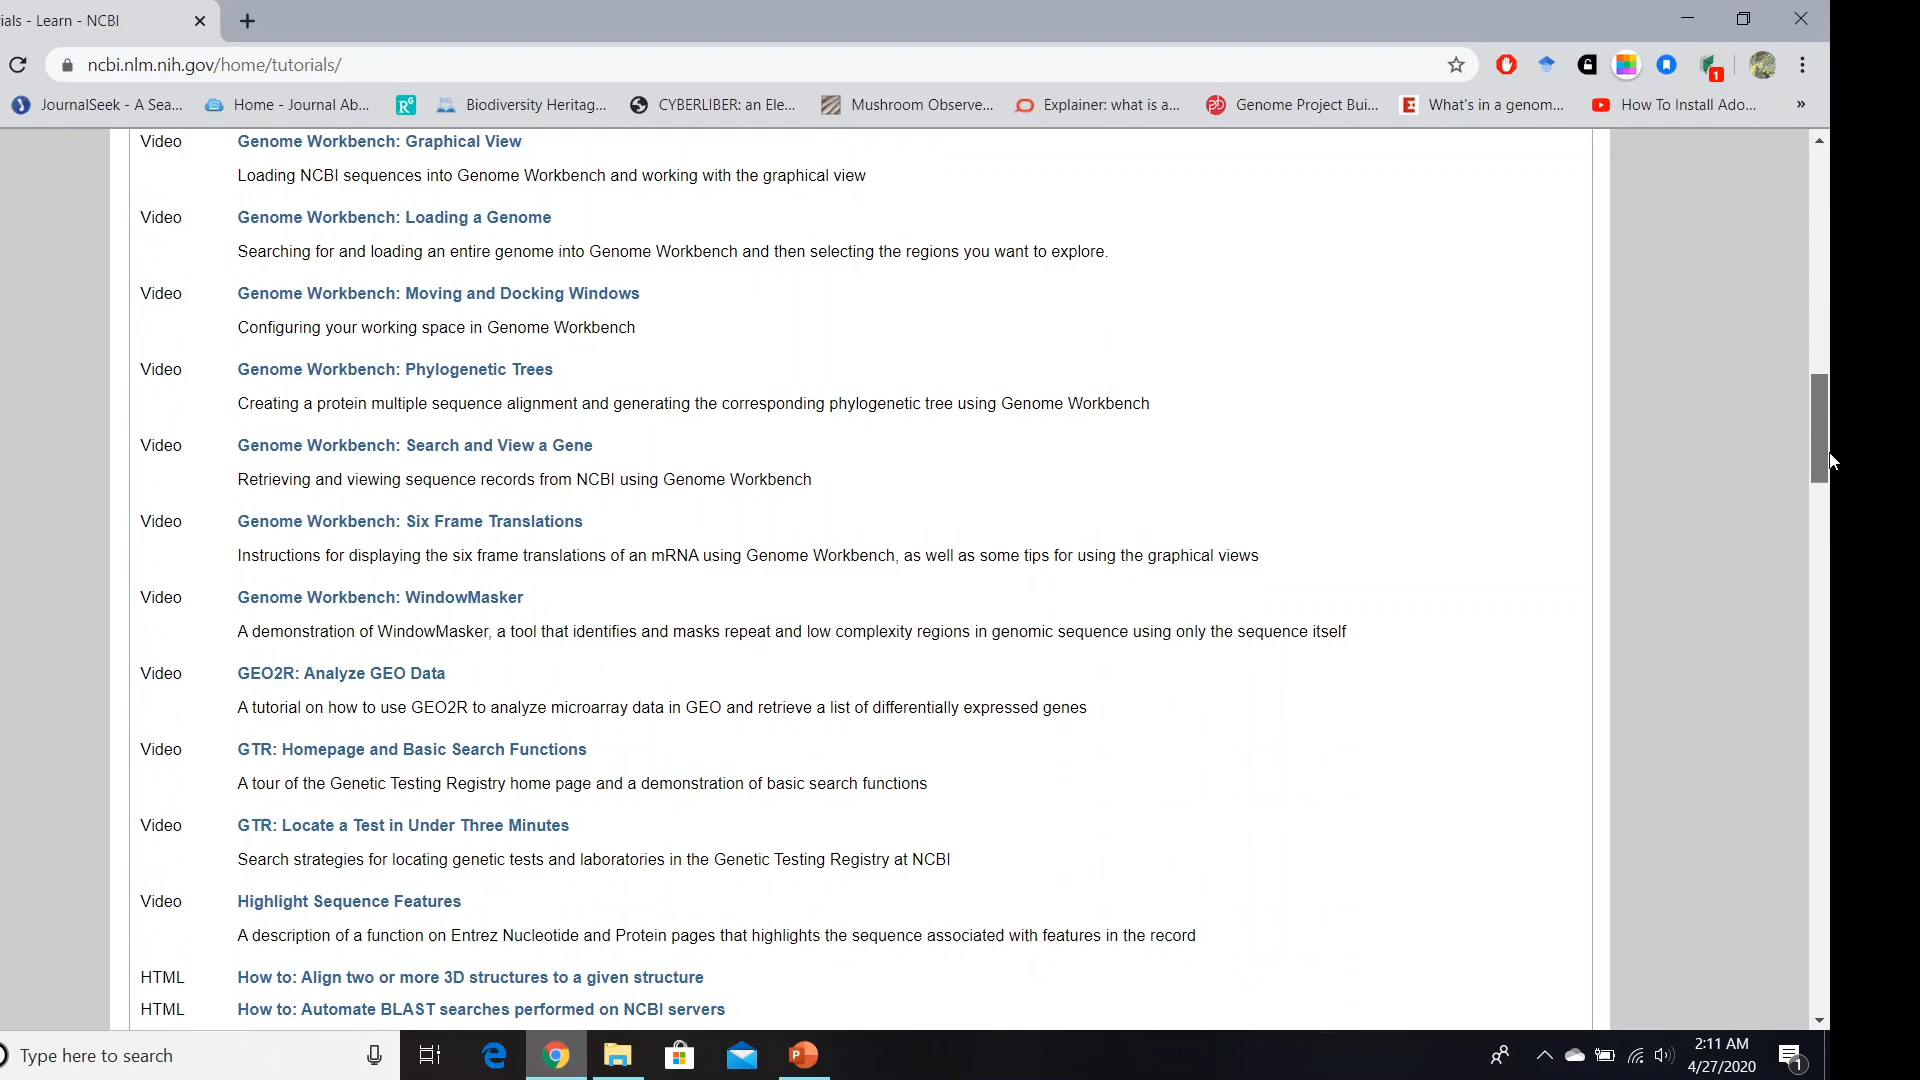 ials - Learn - NCBI
ncbi.nlm.nih.gov/home/tutorials/
1
JournalSeek - A Sea...
Home - Journal Ab...
R
Biodiversity Heritag...
CYBERLIBER: an Ele...
Mushroom Observe...
Explainer: what is a...
Genome Project Bui...
What's in a genom...
How To Install Ado...
»
Video Genome Workbench: Graphical View
Loading NCBI sequences into Genome Workbench and working with the graphical view
Video Genome Workbench: Loading a Genome
Searching for and loading an entire genome into Genome Workbench and then selecting the regions you want to explore.
Video Genome Workbench: Moving and Docking Windows
Configuring your working space in Genome Workbench
Video Genome Workbench: Phylogenetic Trees
Creating a protein multiple sequence alignment and generating the corresponding phylogenetic tree using Genome Workbench
Video Genome Workbench: Search and View a Gene
Retrieving and viewing sequence records from NCBI using Genome Workbench
Video Genome Workbench: Six Frame Translations
Instructions for displaying the six frame translations of an mRNA using Genome Workbench, as well as some tips for using the graphical views
Video Genome Workbench: WindowMasker
A demonstration of WindowMasker, a tool that identifies and masks repeat and low complexity regions in genomic sequence using only the sequence itself
Video GEO2R: Analyze GEO Data
A tutorial on how to use GEO2R to analyze microarray data in GEO and retrieve a list of differentially expressed genes
Video GTR: Homepage and Basic Search Functions
A tour of the Genetic Testing Registry home page and a demonstration of basic search functions
Video GTR: Locate a Test in Under Three Minutes
Search strategies for locating genetic tests and laboratories in the Genetic Testing Registry at NCBI
Video Highlight Sequence Features
A description of a function on Entrez Nucleotide and Protein pages that highlights the sequence associated with features in the record
HTML How to: Align two or more 3D structures to a given structure
HTML How to: Automate BLAST searches performed on NCBI servers
Type here to search
2:11 AM
4/27/2020
1